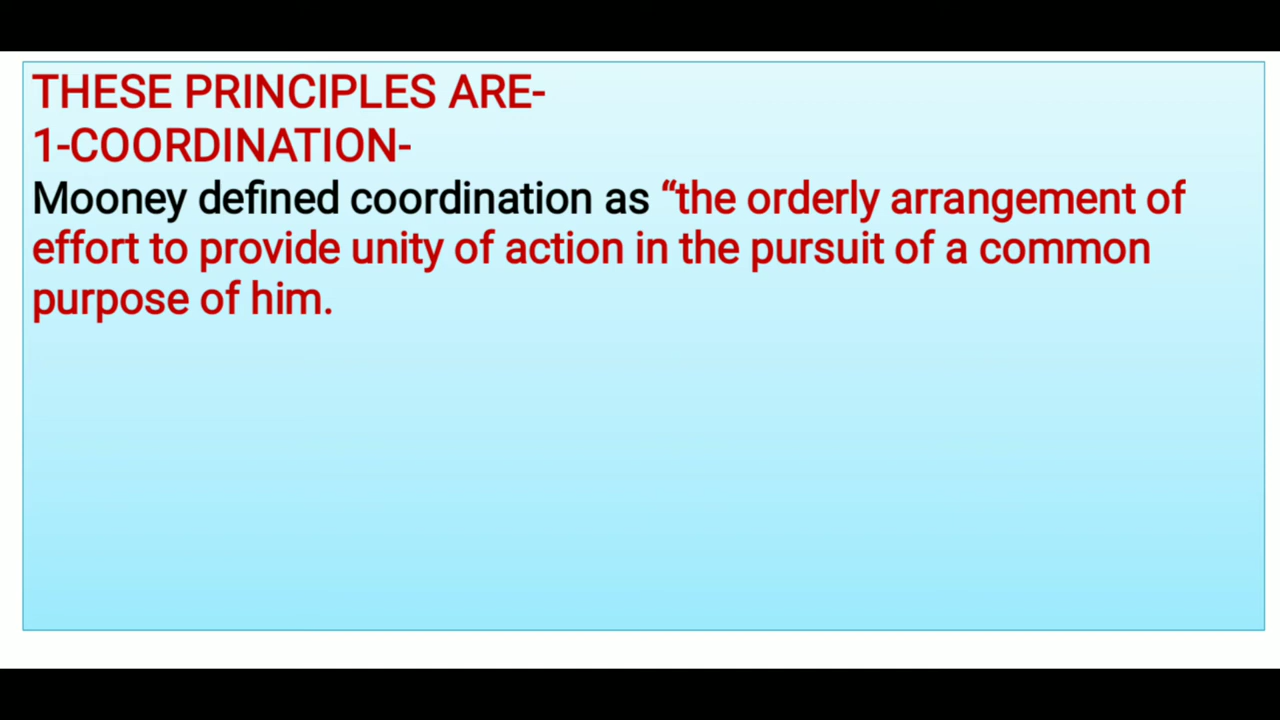 THESE PRINCIPLES ARE-
1-COORDINATION-
Mooney defined coordination as “the orderly arrangement of
effort to provide unity of action in the pursuit of a common
purpose of him.